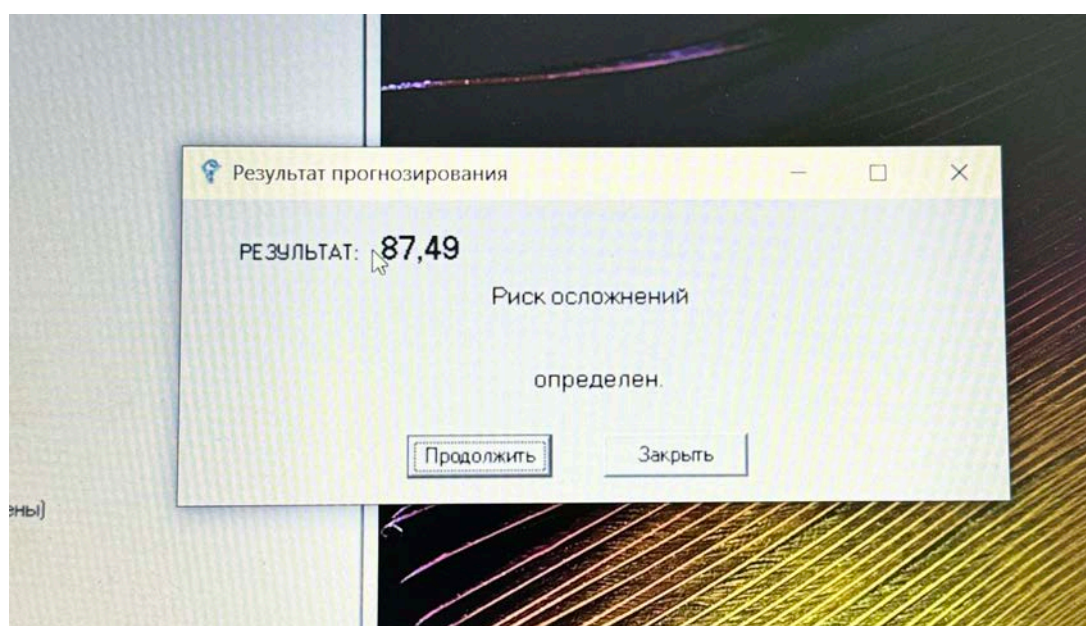 Результат прогнозирования
РЕЗУЛЬТАТ: 87,49
Риск осложнений
определен.
Продолжить Закрыть
ены)